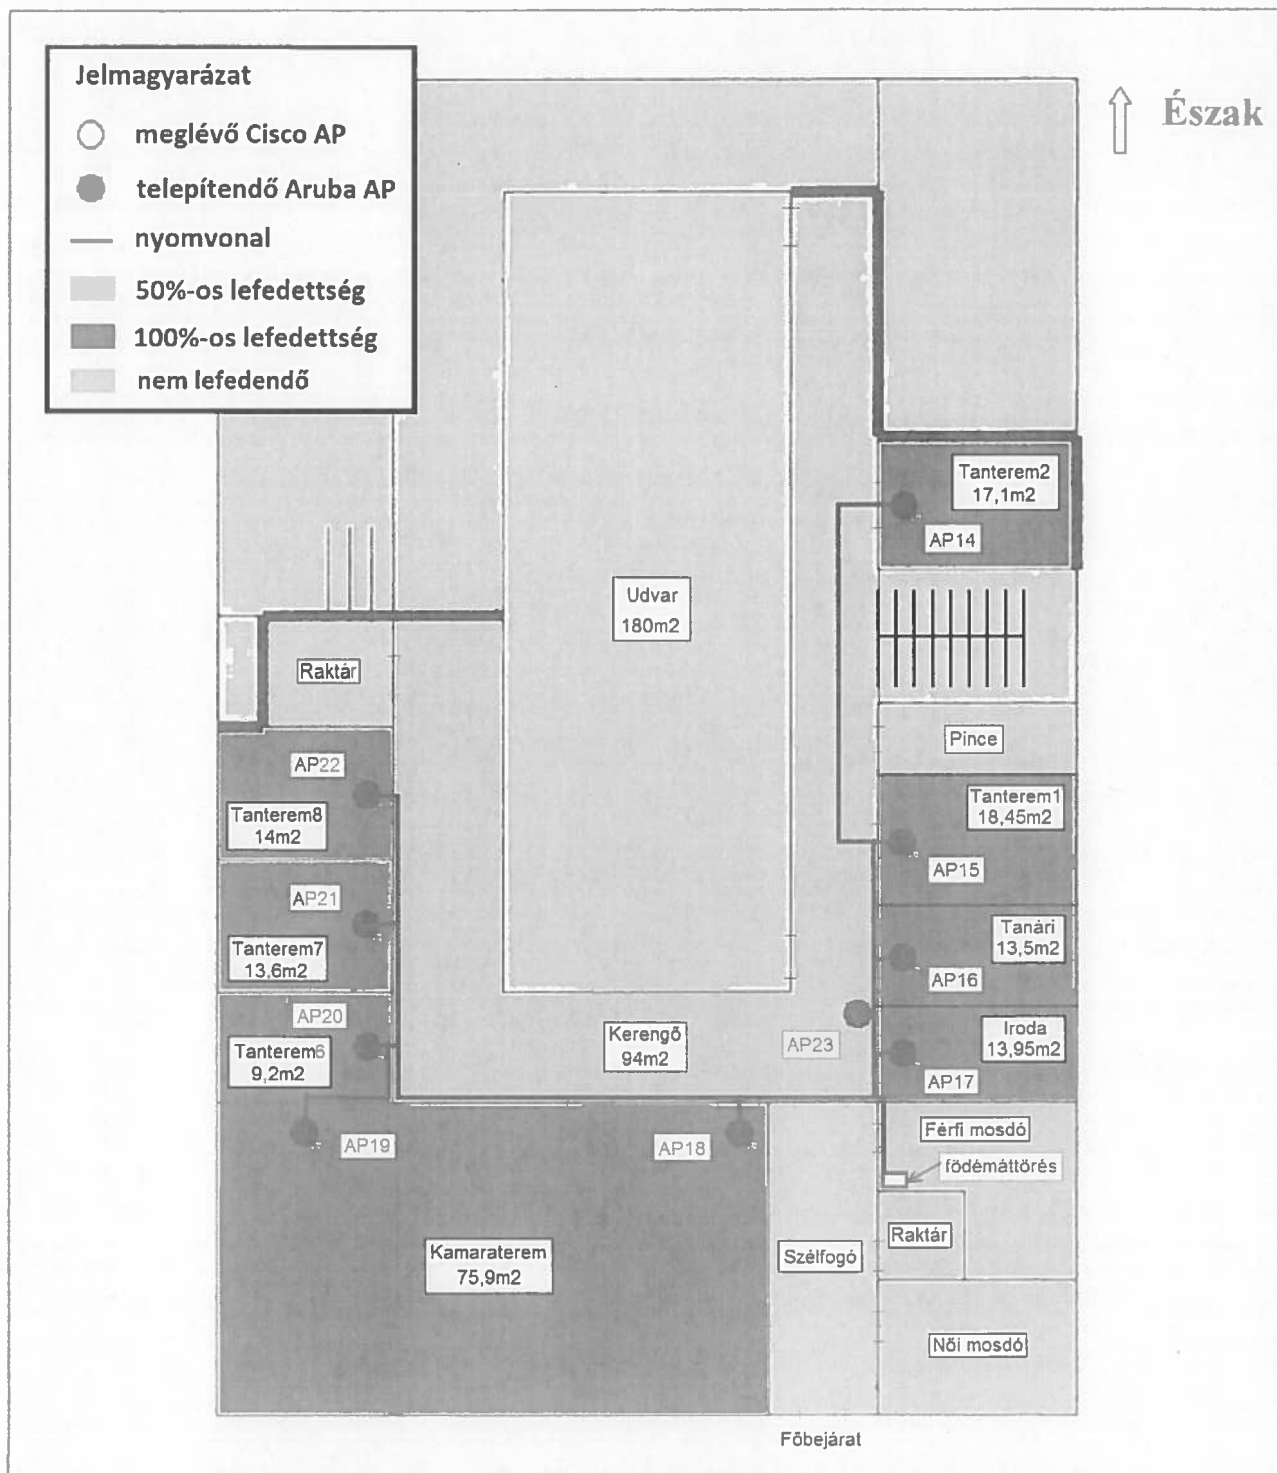 Jelmagyarázat
meglévő Cisco AP
telepítendő Aruba AP
nyomvonal
50%-os lefedettség
100%-os lefedettség
nem lefedendő
Észak
Tanterem2
17,1m2
AP14
Udvar
180m2
Raktár
Pince
AP22
Tanterem8
14m2
Tanterem1
18,45m2
AP15
AP21
Tanterem7
13,6m2
Tanári
13,5m2
AP16
AP20
Tanterem6
9,2m2
Kerengő
94m2
AP23
Iroda
13,95m2
AP17
AP19
AP18
Férfi mosdó
födémáttörés
Raktár
Kamaraterem
75,9m2
Szélfogó
Női mosdó
Főbejárat